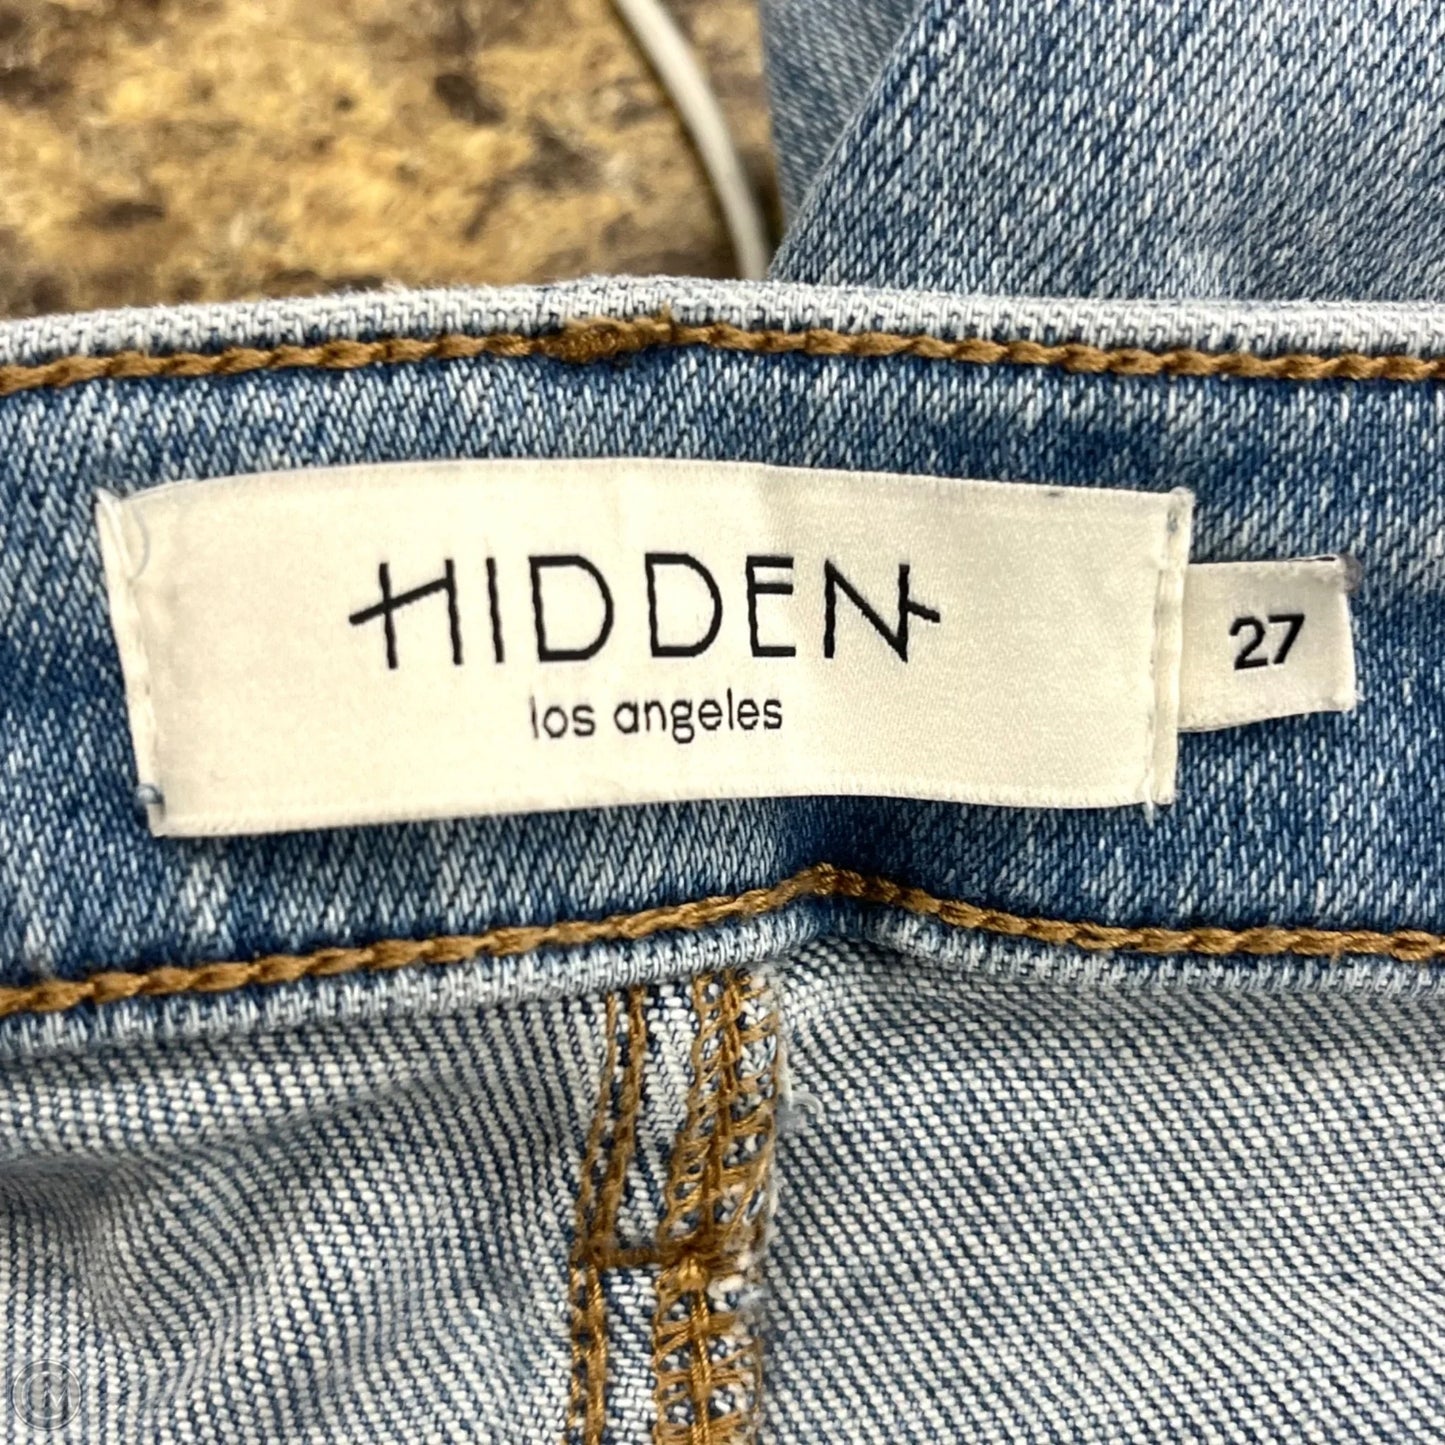 HIDDEN
los angeles
27